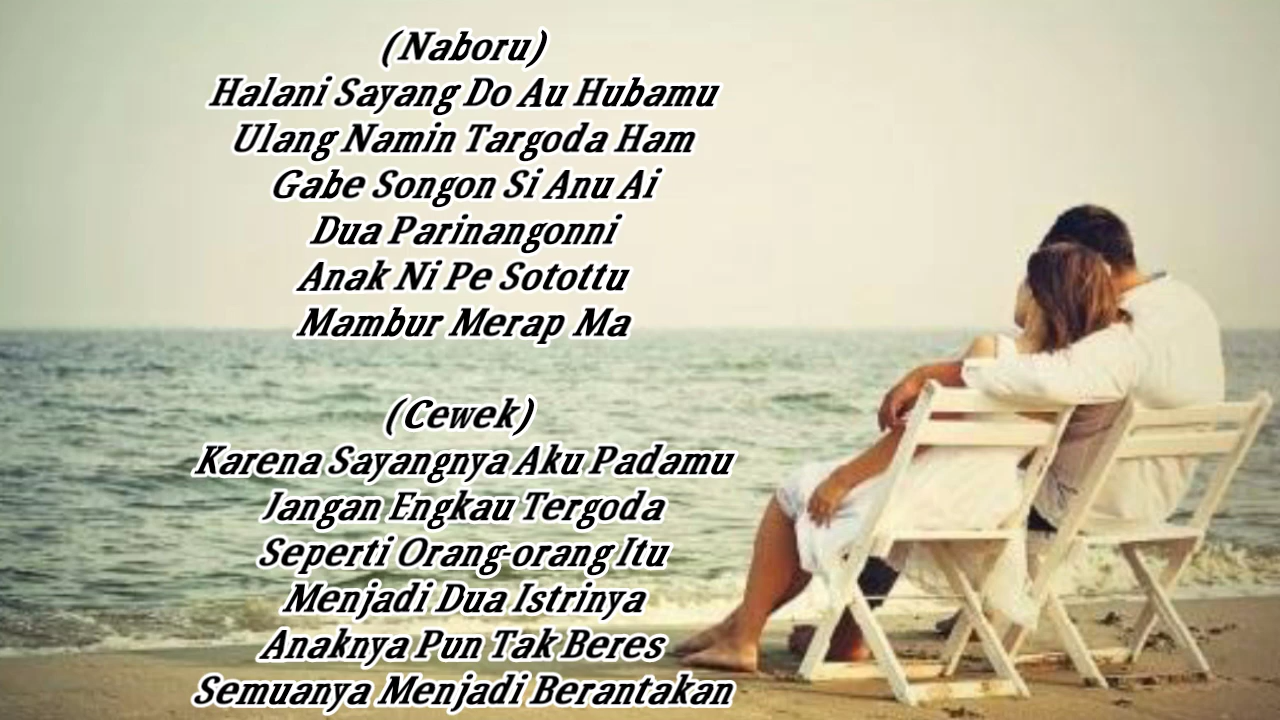 (Naboru)
Halani Sayang Do Au Hubamu
Ulang Namin Targoda Ham
Gabe Songon Si Anu Ai
Dua Parinangonni
Anak Ni Pe Sotottu
Mambur Merap Ma
(Cewek)
Karena Sayangnya Aku Padamu
Jangan Engkau Tergoda
Seperti Orang-orang Itu
Menjadi Dua Istrinya
Anaknya Pun Tak Beres
Semuanya Menjadi Berantakan